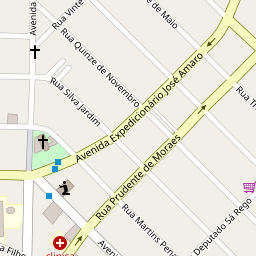 Rua Vinte
de Maio
Avenida
Rua Quinze de Novembro
Rua Silva Jardim
Avenida Expedicionário José Amaro
Rua Prudente de Moraes
Rua Martins Pena
Deputado Sá Rego
Filhe
clínica